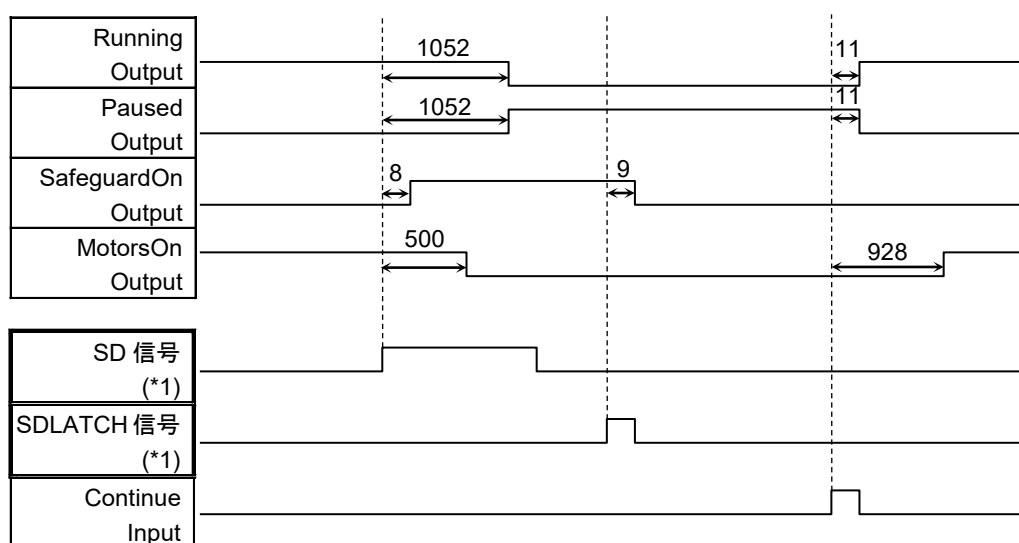 Running
Output
1052
11
Paused
Output
1052
11
SafeguardOn
Output
8
9
MotorsOn
Output
500
928
SD 信号
(*1)
SDLATCH 信号
(*1)
Continue
Input